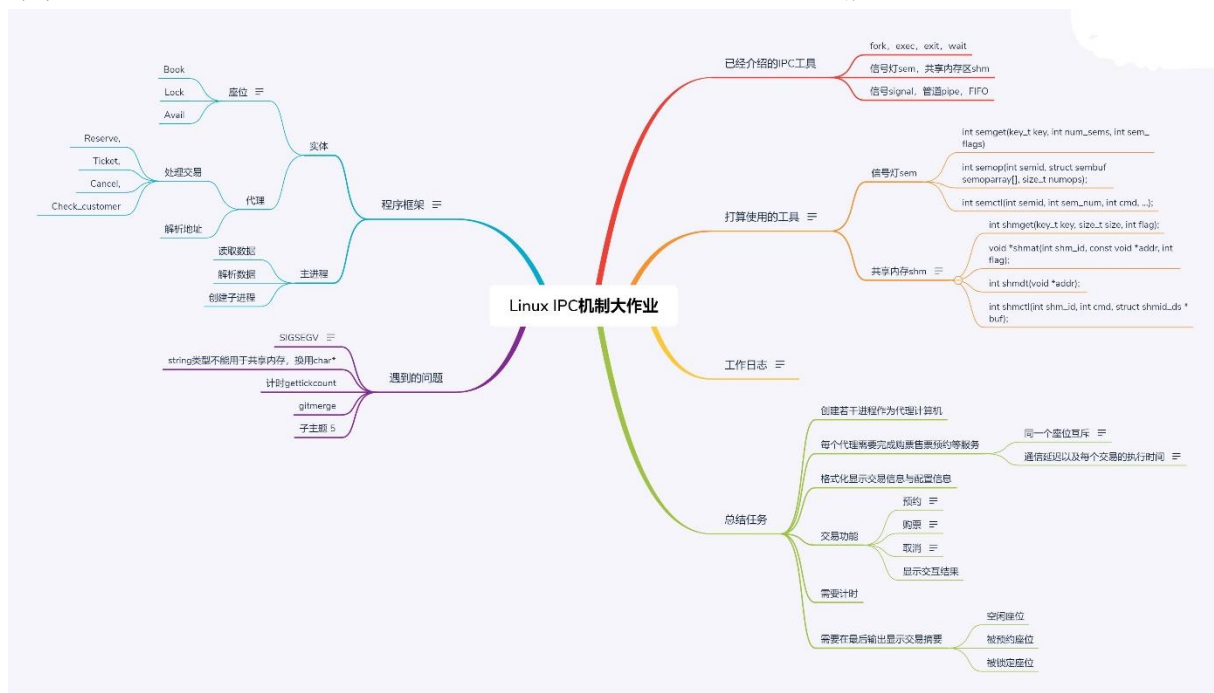 Linux IPC机制大作业
已经介绍的IPC工具
fork，exec，exit，wait
信号灯sem，共享内存区shm
信号signal，管道pipe，FIFO
打算使用的工具
信号灯sem
int semget(key_t key, int num_sems, int sem_
flags)
int semop(int semid, struct sembuf
semoparray[], size_t numops);
int semctl(int semid, int sem_num, int cmd, ...);
共享内存shm
int shmget(key_t key, size_t size, int flag);
void *shmat(int shm_id, const void *addr, int
flag);
int shmdt(void *addr);
int shmctl(int shm_id, int cmd, struct shmid_ds *
buf);
工作日志
总结任务
创建若干进程作为代理计算机
每个代理需要完成购票售票预约等服务
同一个座位互斥
通信延迟以及每个交易的执行时间
格式化显示交易信息与配置信息
交易功能
预约
购票
取消
显示交互结果
需要计时
需要在最后输出显示交易摘要
空闲座位
被预约座位
被锁定座位
程序框架
实体
座位
Book
Lock
Avail
代理
处理交易
Reserve,
Ticket,
Cancel,
Check_customer
解析地址
主进程
读取数据
解析数据
创建子进程
遇到的问题
SIGSEGV
string类型不能用于共享内存，换用char*
计时gettickcount
gitmerge
子主题 5